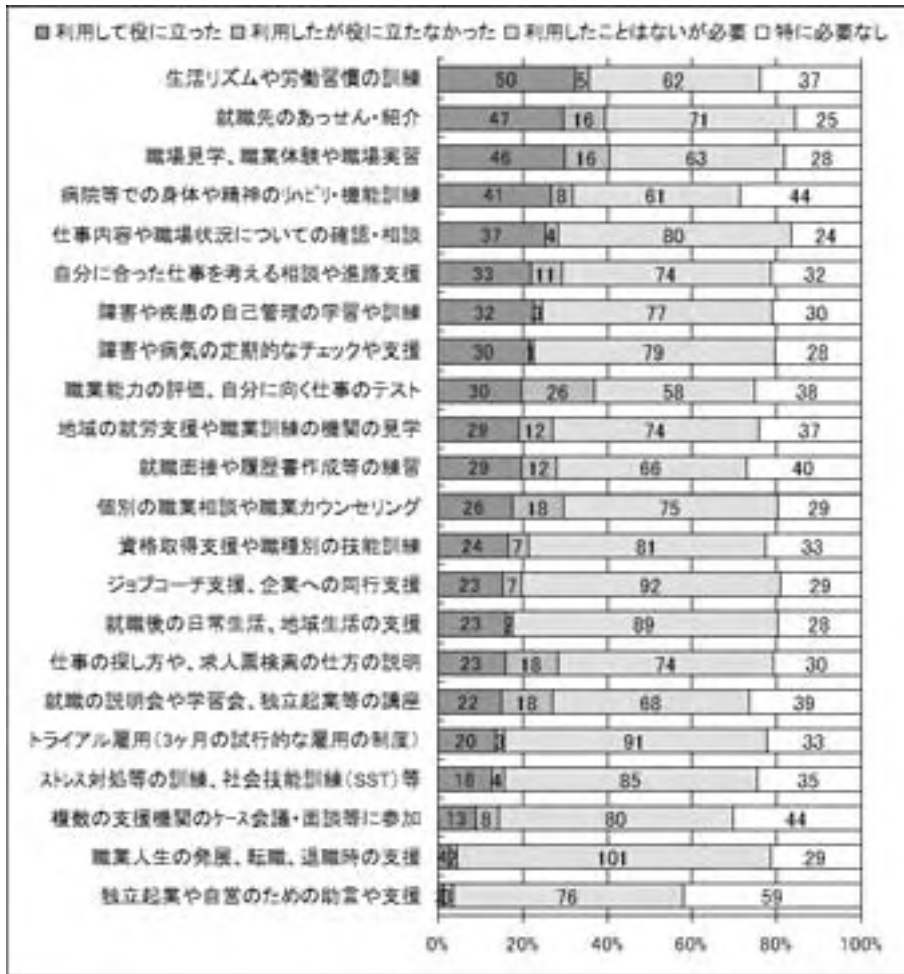 ■利用して役に立った □利用したが役に立たなかった □利用したことはないが必要 □特に必要なし
生活リズムや労働習慣の訓練 50 5 62 37
就職先のあっせん・紹介 47 16 71 25
職場見学、職業体験や職場実習 46 16 63 28
病院等での身体や精神のリハビリ・機能訓練 41 8 61 44
仕事内容や職場状況についての確認・相談 37 4 80 24
自分に合った仕事を考える相談や進路支援 33 11 74 32
障害や疾患の自己管理の学習や訓練 32 3 77 30
障害や病気の定期的なチェックや支援 30 1 79 28
職業能力の評価、自分に向く仕事のテスト 30 26 58 38
地域の就労支援や職業訓練の機関の見学 29 12 74 37
就職面接や履歴書作成等の練習 29 12 66 40
個別の職業相談や職業カウンセリング 26 18 75 29
資格取得支援や職種別の技能訓練 24 7 81 33
ジョブコーチ支援、企業への同行支援 23 7 92 29
就職後の日常生活、地域生活の支援 23 2 89 28
仕事の探し方や、求人票検索の仕方の説明 23 18 74 30
就職の説明会や学習会、独立起業等の講座 22 18 68 39
トライアル雇用(3ヶ月の試行的な雇用の制度) 20 3 91 33
ストレス対処等の訓練、社会技能訓練(SST)等 18 4 85 35
複数の支援機関のケース会議・面談等に参加 13 8 80 44
職業人生の発展、転職、退職時の支援 4 2 101 29
独立起業や自営のための助言や支援 76 59
0% 20% 40% 60% 80% 100%